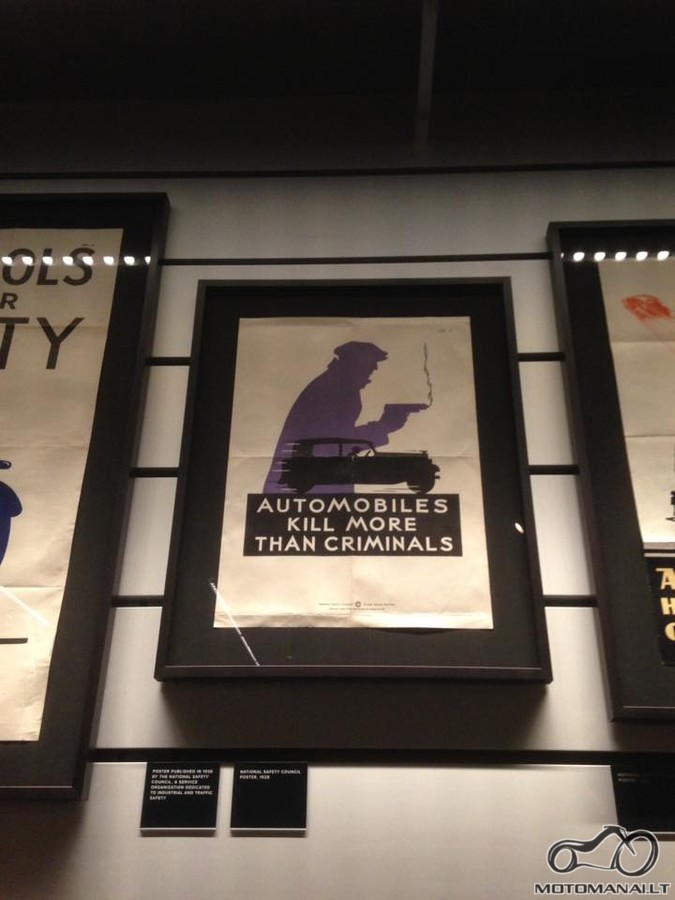 OLS
R
TY
AUTOMOBILES
KILL MORE
THAN CRIMINALS
POSTER PUBLISHED IN 1936
BY THE NATIONAL SAFETY
COUNCIL, A SERVICE
ORGANIZATION DEDICATED
TO INDUSTRIAL AND TRAFFIC
SAFETY
NATIONAL SAFETY COUNCIL
POSTER, 1928
A
H
MOTOMANAI.LT